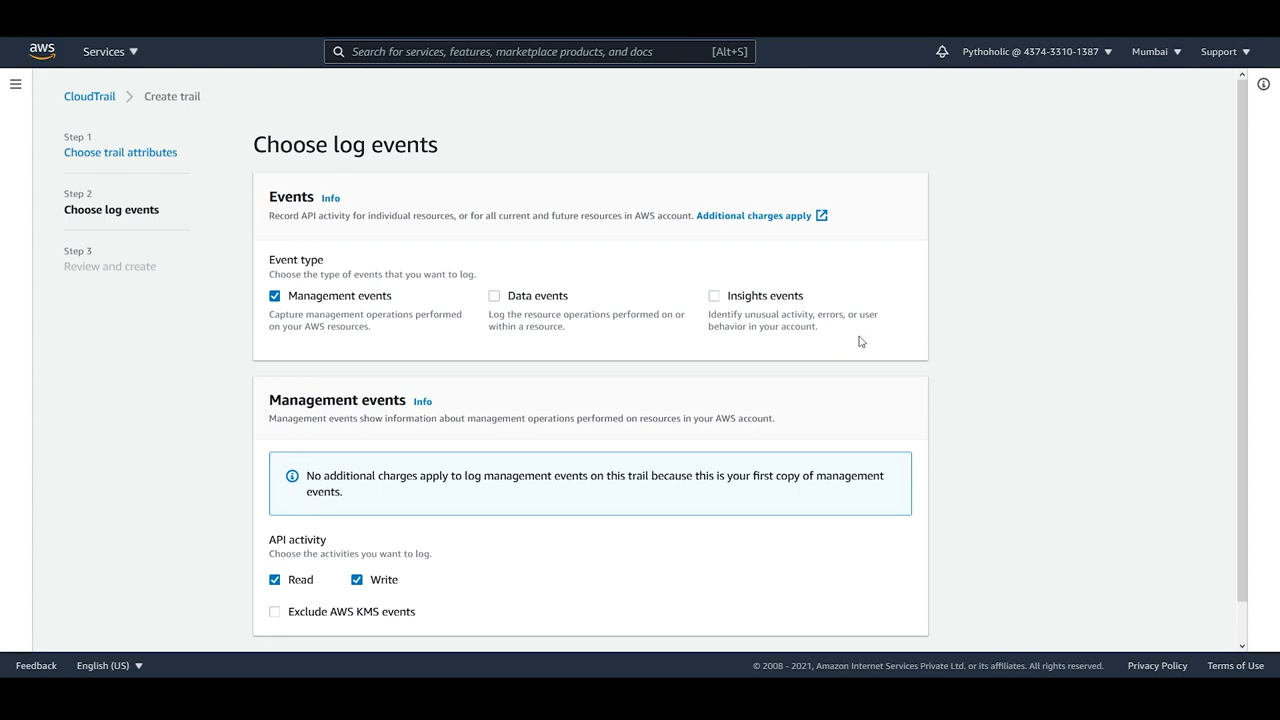 aws
Services
Search for services, features, marketplace products, and docs
[Alt+S]
Pythoholic @ 4374-3310-1387
Mumbai
Support
CloudTrail
Create trail
Step 1
Choose trail attributes
Step 2
Choose log events
Step 3
Review and create
Choose log events
Events Info
Record API activity for individual resources, or for all current and future resources in AWS account. Additional charges apply
Event type
Choose the type of events that you want to log.
Management events
Capture management operations performed
on your AWS resources.
Data events
Log the resource operations performed on or
within a resource.
Insights events
Identify unusual activity, errors, or user
behavior in your account.
Management events Info
Management events show information about management operations performed on resources in your AWS account.
No additional charges apply to log management events on this trail because this is your first copy of management
events.
API activity
Choose the activities you want to log.
Read
Write
Exclude AWS KMS events
Feedback
English (US)
© 2008 - 2021, Amazon Internet Services Private Ltd. or its affiliates. All rights reserved.
Privacy Policy
Terms of Use